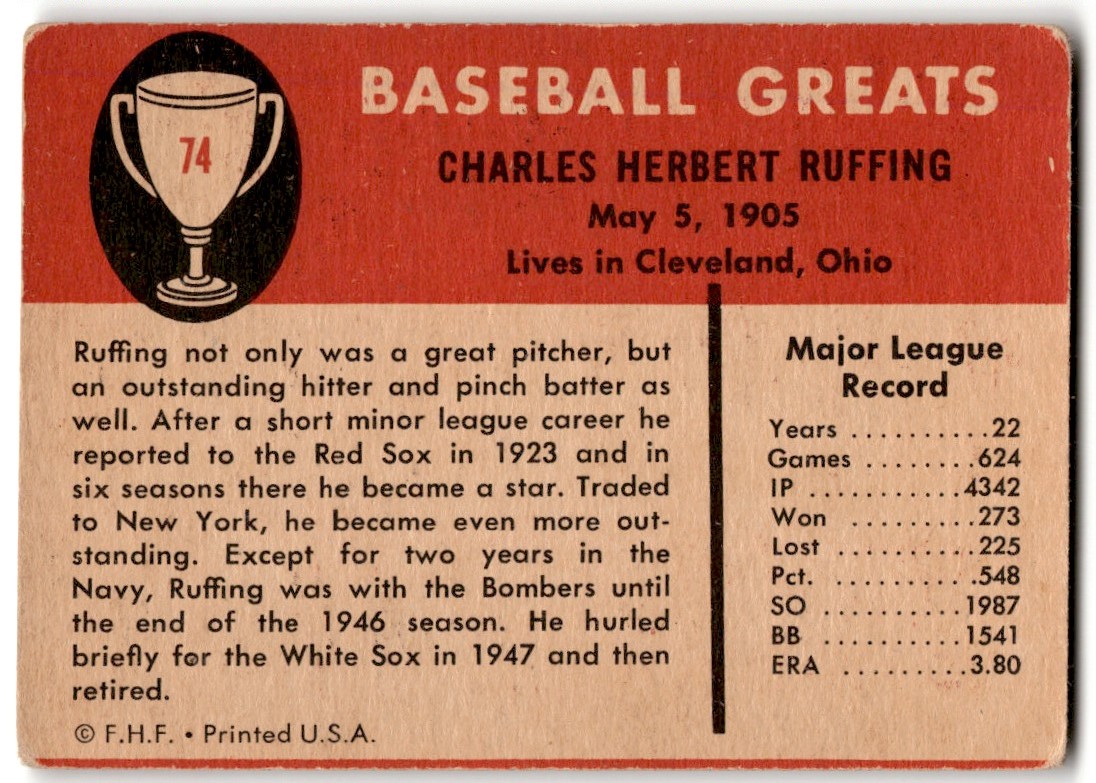 74
BASEBALL GREATS
CHARLES HERBERT RUFFING
May 5, 1905
Lives in Cleveland, Ohio
Ruffing not only was a great pitcher, but
an outstanding hitter and pinch batter as
well. After a short minor league career he
reported to the Red Sox in 1923 and in
six seasons there he became a star. Traded
to New York, he became even more out-
standing. Except for two years in the
Navy, Ruffing was with the Bombers until
the end of the 1946 season. He hurled
briefly for the White Sox in 1947 and then
retired.
© F.H.F. • Printed U.S.A.
Major League
Record
Years ..........22
Games ........624
IP ...........4342
Won .........273
Lost ..........225
Pct. ..........548
SO ..........1987
BB ..........1541
ERA .........3.80